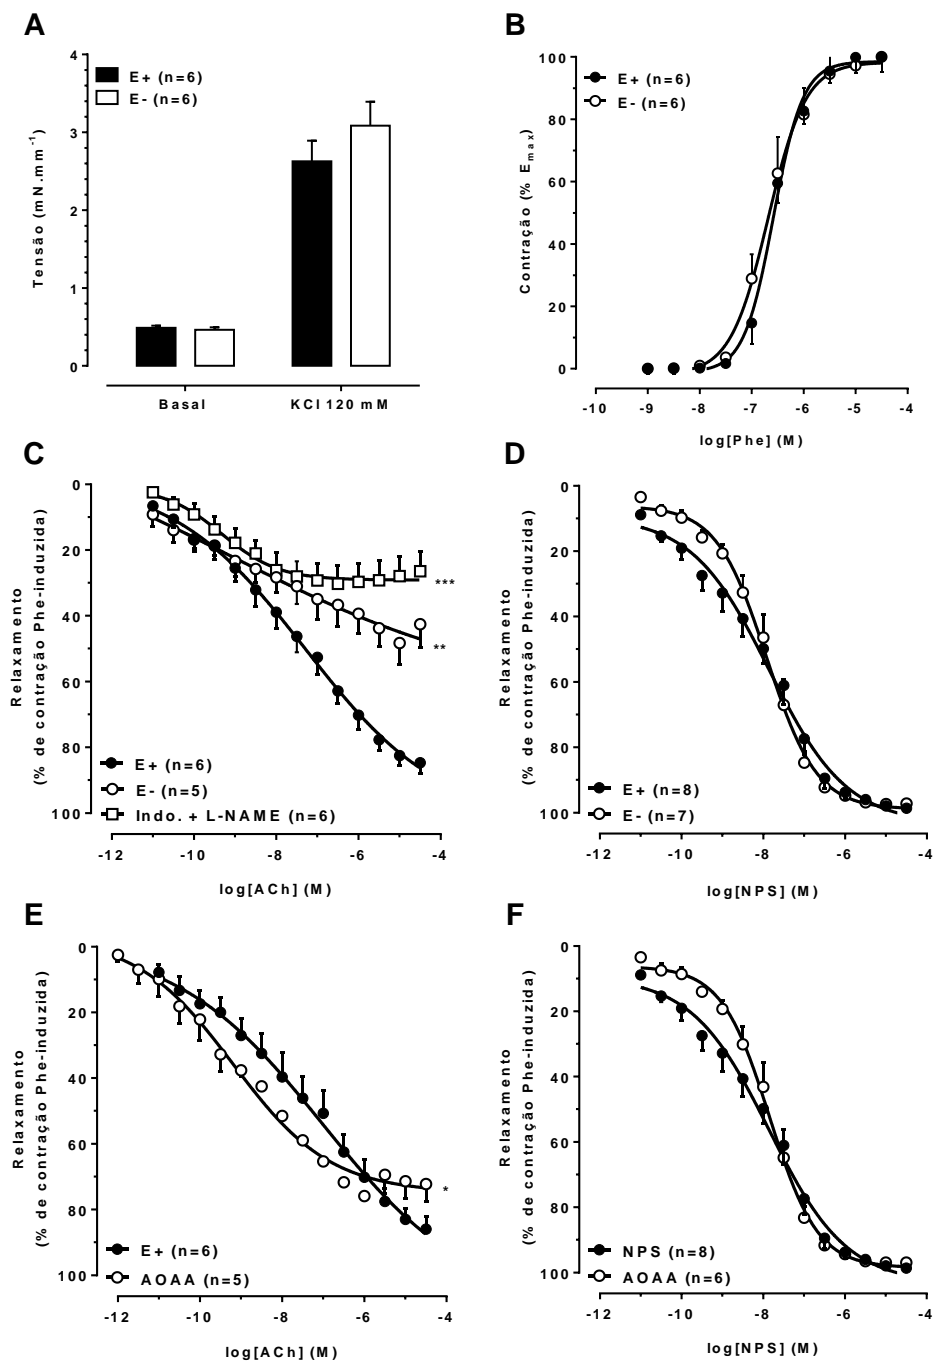 A
Tensão (mN.mm-1)
4
3
2
1
0
E+ (n=6)
E- (n=6)
Basal
KCl 120 mM
B
Contração (% Emax)
100
80
60
40
20
0
E+ (n=6)
E- (n=6)
-10 -9 -8 -7 -6 -5 -4
log[Phe] (M)
C
Relaxamento
(% de contração Phe-induzida)
0
20
40
60
80
100
***
**
E+ (n=6)
E- (n=5)
Indo. + L-NAME (n=6)
-12 -10 -8 -6 -4
log[ACh] (M)
D
Relaxamento
(% de contração Phe-induzida)
0
20
40
60
80
100
E+ (n=8)
E- (n=7)
-12 -10 -8 -6 -4
log[NPS] (M)
E
Relaxamento
(% de contração Phe-induzida)
0
20
40
60
80
100
*
E+ (n=6)
AOAA (n=5)
-12 -10 -8 -6 -4
log[ACh] (M)
F
Relaxamento
(% de contração Phe-induzida)
0
20
40
60
80
100
NPS (n=8)
AOAA (n=6)
-12 -10 -8 -6 -4
log[NPS] (M)